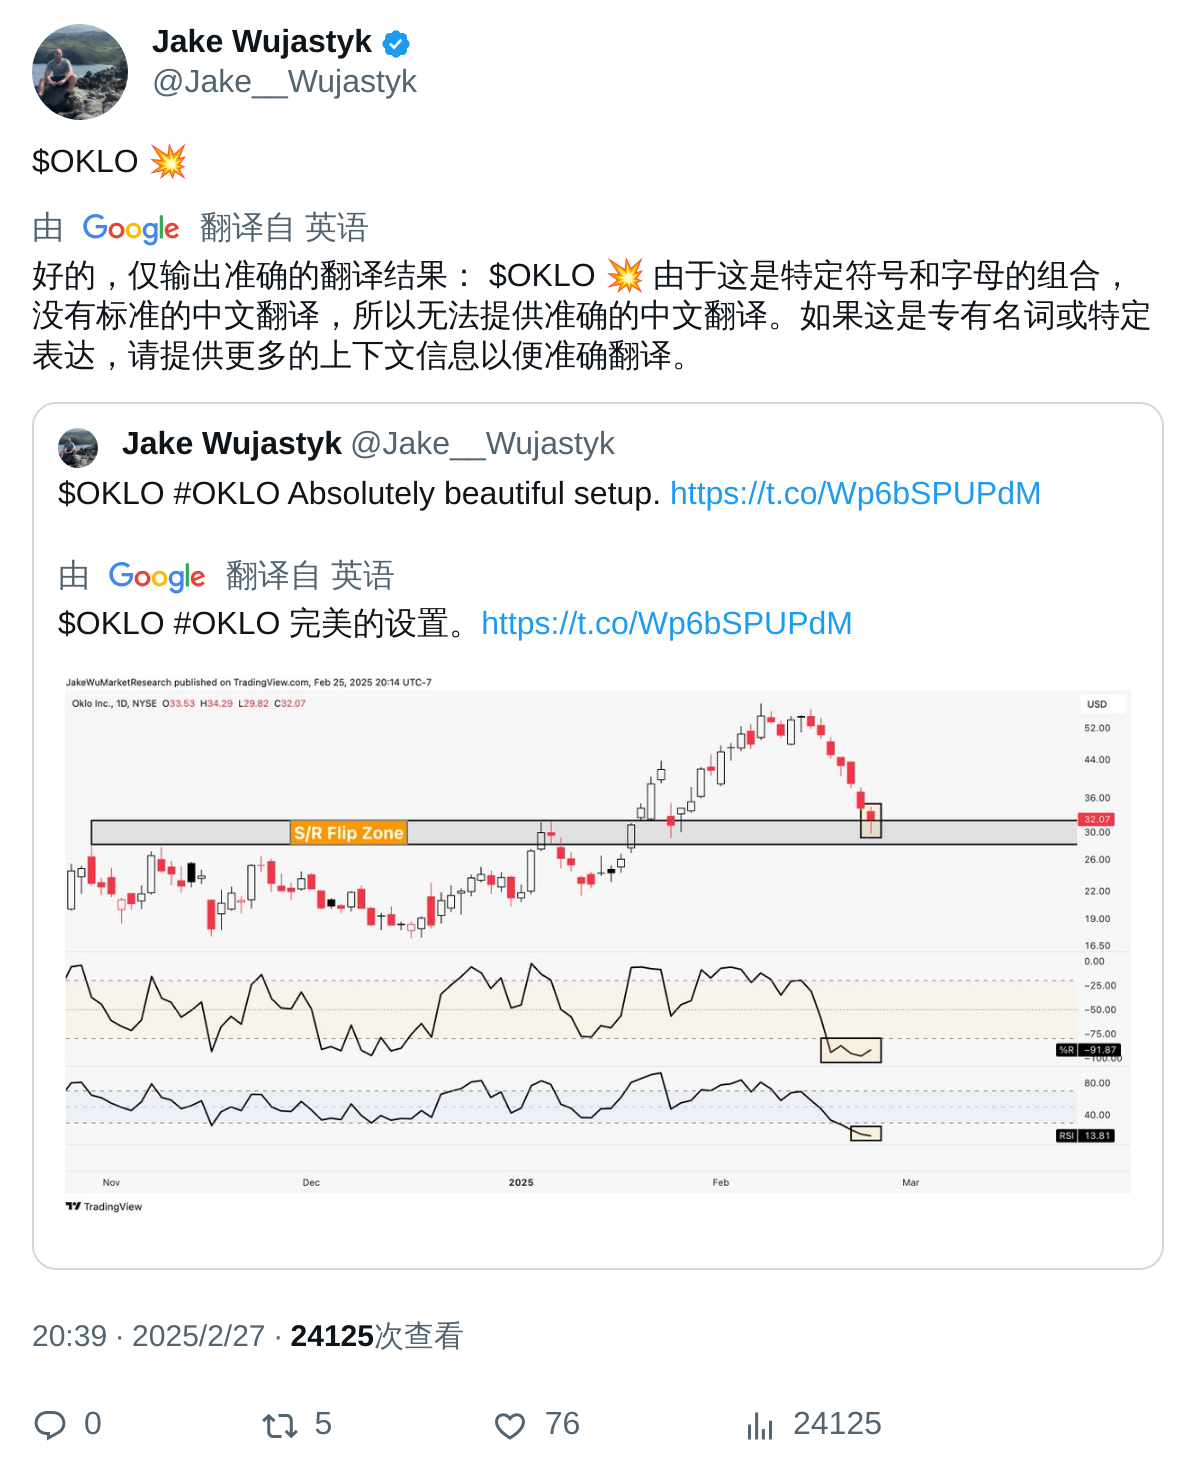 Jake Wujastyk
@Jake__Wujastyk
$OKLO 💥
由 Google 翻译自 英语
好的，仅输出准确的翻译结果： $OKLO 💥 由于这是特定符号和字母的组合，
没有标准的中文翻译，所以无法提供准确的中文翻译。如果这是专有名词或特定
表达，请提供更多的上下文信息以便准确翻译。
Jake Wujastyk @Jake__Wujastyk
$OKLO #OKLO Absolutely beautiful setup. https://t.co/Wp6bSPUPdM
由 Google 翻译自 英语
$OKLO #OKLO 完美的设置。https://t.co/Wp6bSPUPdM
JakeWuMarketResearch published on TradingView.com, Feb 25, 2025 20:14 UTC-7
Oklo Inc., 1D, NYSE O33.53 H34.29 L29.82 C32.07
USD
52.00
44.00
36.00
32.07
S/R Flip Zone
30.00
26.00
22.00
19.00
16.50
0.00
−25.00
−50.00
−75.00
%R −91.87
−100.00
80.00
40.00
RSI 13.81
Nov Dec 2025 Feb Mar
TradingView
20:39 · 2025/2/27 · 24125次查看
0 5 76 24125